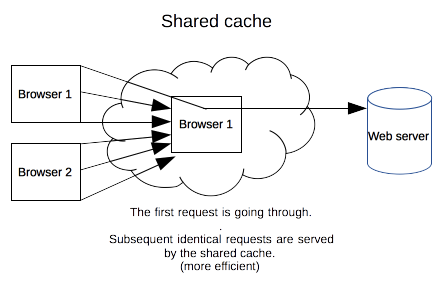 Shared cache
Browser 1
Browser 1
Web server
Browser 2
The first request is going through.
.
Subsequent identical requests are served
by the shared cache.
(more efficient)